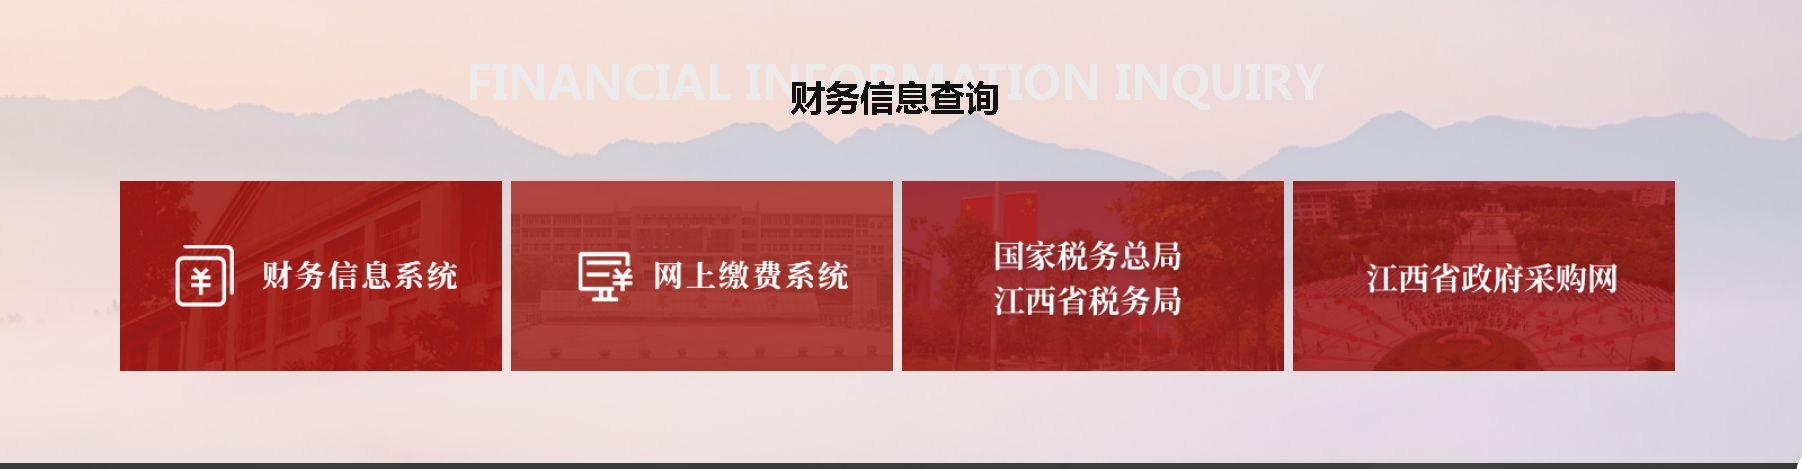 FINANCIAL INFORMATION INQUIRY
财务信息查询
财务信息系统
网上缴费系统
国家税务总局
江西省税务局
江西省政府采购网